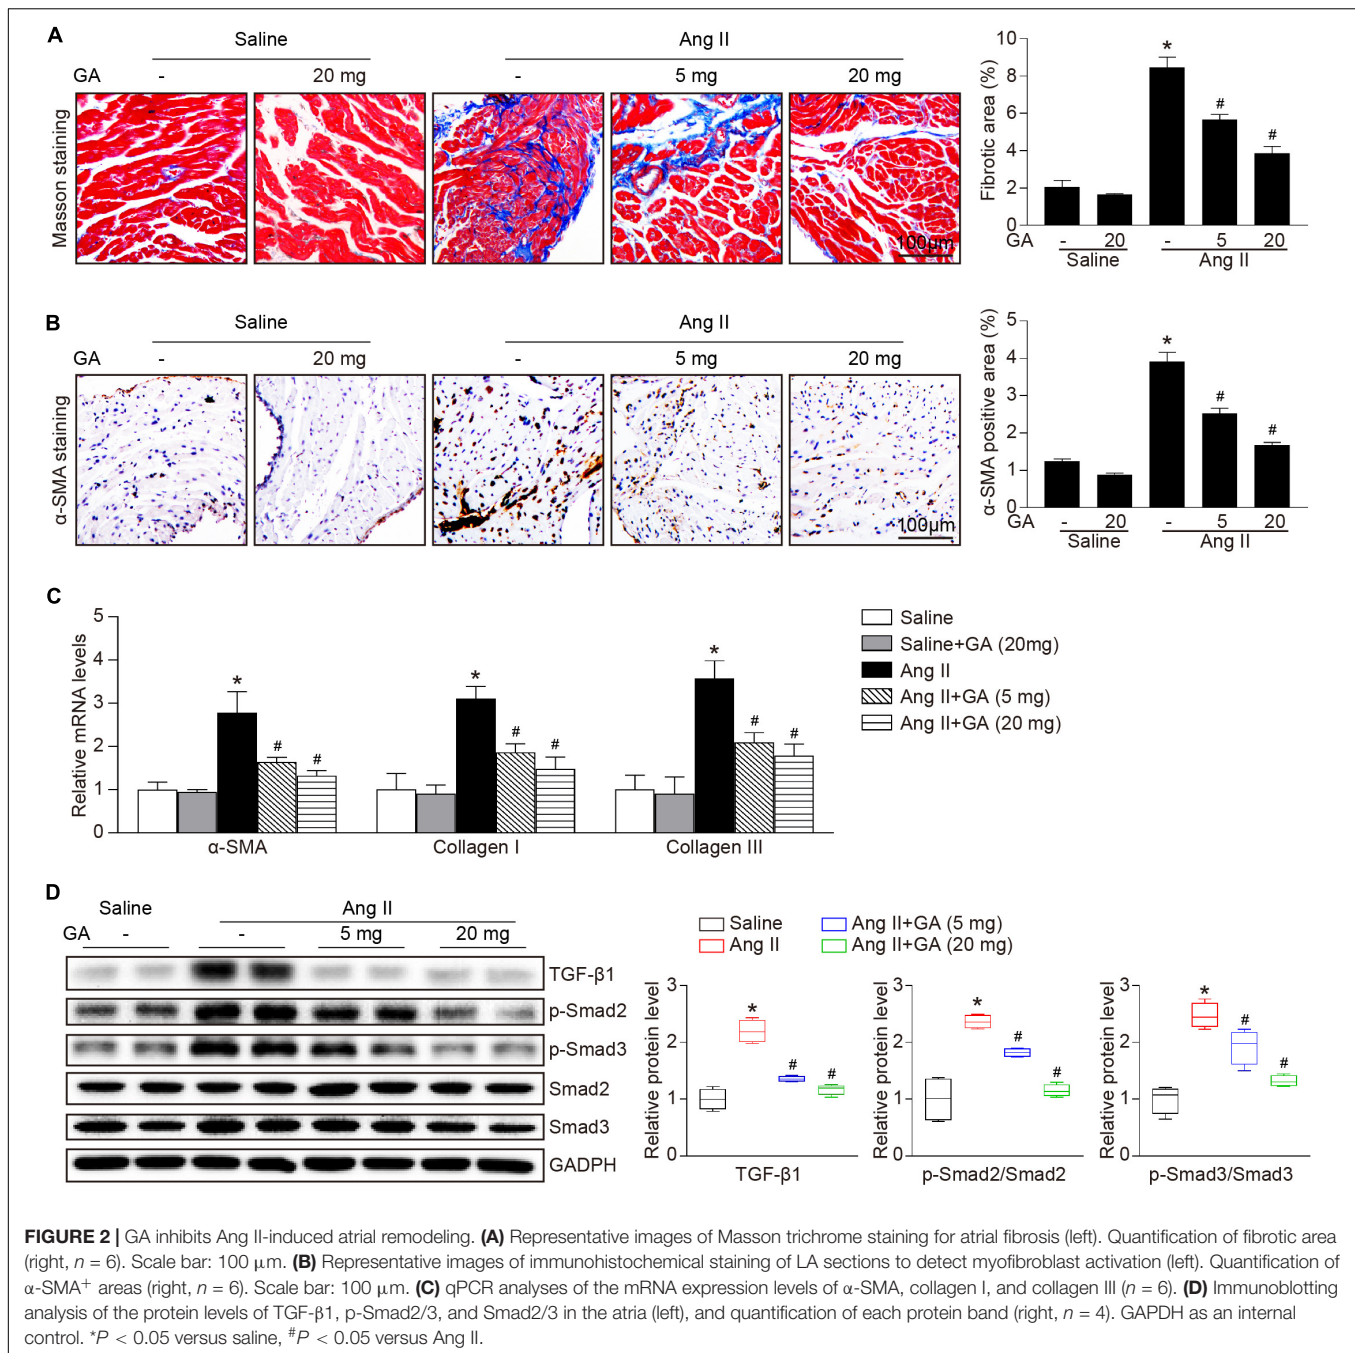 A
Saline
Ang II
GA
-
20 mg
-
5 mg
20 mg
Masson staining
100μm
Fibrotic area (%)
10
8
6
4
2
0
*
#
#
GA
-
20
-
5
20
Saline
Ang II
B
Saline
Ang II
GA
-
20 mg
-
5 mg
20 mg
α-SMA staining
100μm
α-SMA positive area (%)
5
4
3
2
1
0
*
#
#
GA
-
20
-
5
20
Saline
Ang II
C
Relative mRNA levels
5
4
3
2
1
0
*
#
#
*
#
#
*
#
#
α-SMA
Collagen I
Collagen III
Saline
Saline+GA (20mg)
Ang II
Ang II+GA (5 mg)
Ang II+GA (20 mg)
D
Saline
Ang II
GA
-
-
5 mg
20 mg
TGF-β1
p-Smad2
p-Smad3
Smad2
Smad3
GADPH
Saline
Ang II
Ang II+GA (5 mg)
Ang II+GA (20 mg)
Relative protein level
3
2
1
0
*
#
#
TGF-β1
Relative protein level
3
2
1
0
*
#
#
p-Smad2/Smad2
Relative protein level
3
2
1
0
*
#
#
p-Smad3/Smad3
FIGURE 2 | GA inhibits Ang II-induced atrial remodeling. (A) Representative images of Masson trichrome staining for atrial fibrosis (left). Quantification of fibrotic area
(right, n = 6). Scale bar: 100 μm. (B) Representative images of immunohistochemical staining of LA sections to detect myofibroblast activation (left). Quantification of
α-SMA+ areas (right, n = 6). Scale bar: 100 μm. (C) qPCR analyses of the mRNA expression levels of α-SMA, collagen I, and collagen III (n = 6). (D) Immunoblotting
analysis of the protein levels of TGF-β1, p-Smad2/3, and Smad2/3 in the atria (left), and quantification of each protein band (right, n = 4). GAPDH as an internal
control. *P < 0.05 versus saline, #P < 0.05 versus Ang II.